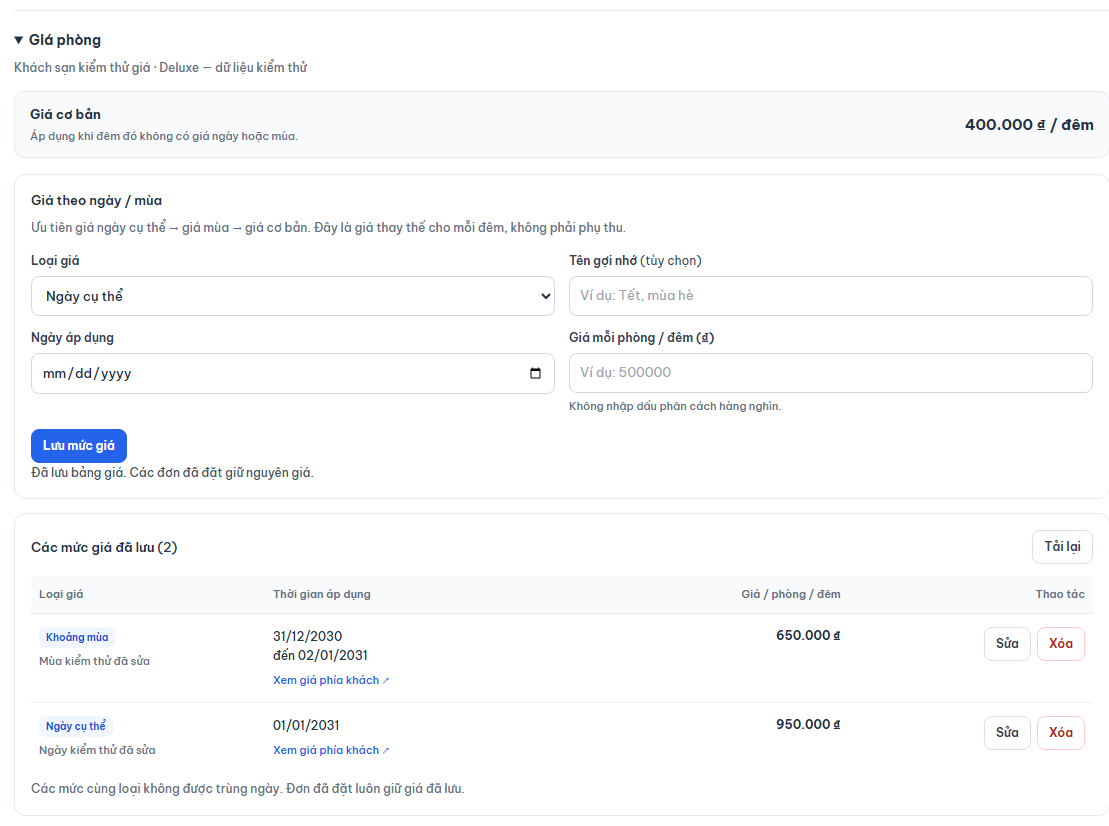 ▼ Giá phòng
Khách sạn kiểm thử giá · Deluxe — dữ liệu kiểm thử
Giá cơ bản
Áp dụng khi đêm đó không có giá ngày hoặc mùa.
400.000 ₫ / đêm
Giá theo ngày / mùa
Ưu tiên giá ngày cụ thể → giá mùa → giá cơ bản. Đây là giá thay thế cho mỗi đêm, không phải phụ thu.
Loại giá
Tên gợi nhớ (tùy chọn)
Ngày cụ thể
Ví dụ: Tết, mùa hè
Ngày áp dụng
Giá mỗi phòng / đêm (₫)
mm/dd/yyyy
Ví dụ: 500000
Không nhập dấu phân cách hàng nghìn.
Lưu mức giá
Đã lưu bảng giá. Các đơn đã đặt giữ nguyên giá.
Các mức giá đã lưu (2)
Tải lại
Loại giá Thời gian áp dụng Giá / phòng / đêm Thao tác
Khoảng mùa
Mùa kiểm thử đã sửa
31/12/2030
đến 02/01/2031
Xem giá phía khách ↗
650.000 ₫
Sửa Xóa
Ngày cụ thể
Ngày kiểm thử đã sửa
01/01/2031
Xem giá phía khách ↗
950.000 ₫
Sửa Xóa
Các mức cùng loại không được trùng ngày. Đơn đã đặt luôn giữ giá đã lưu.